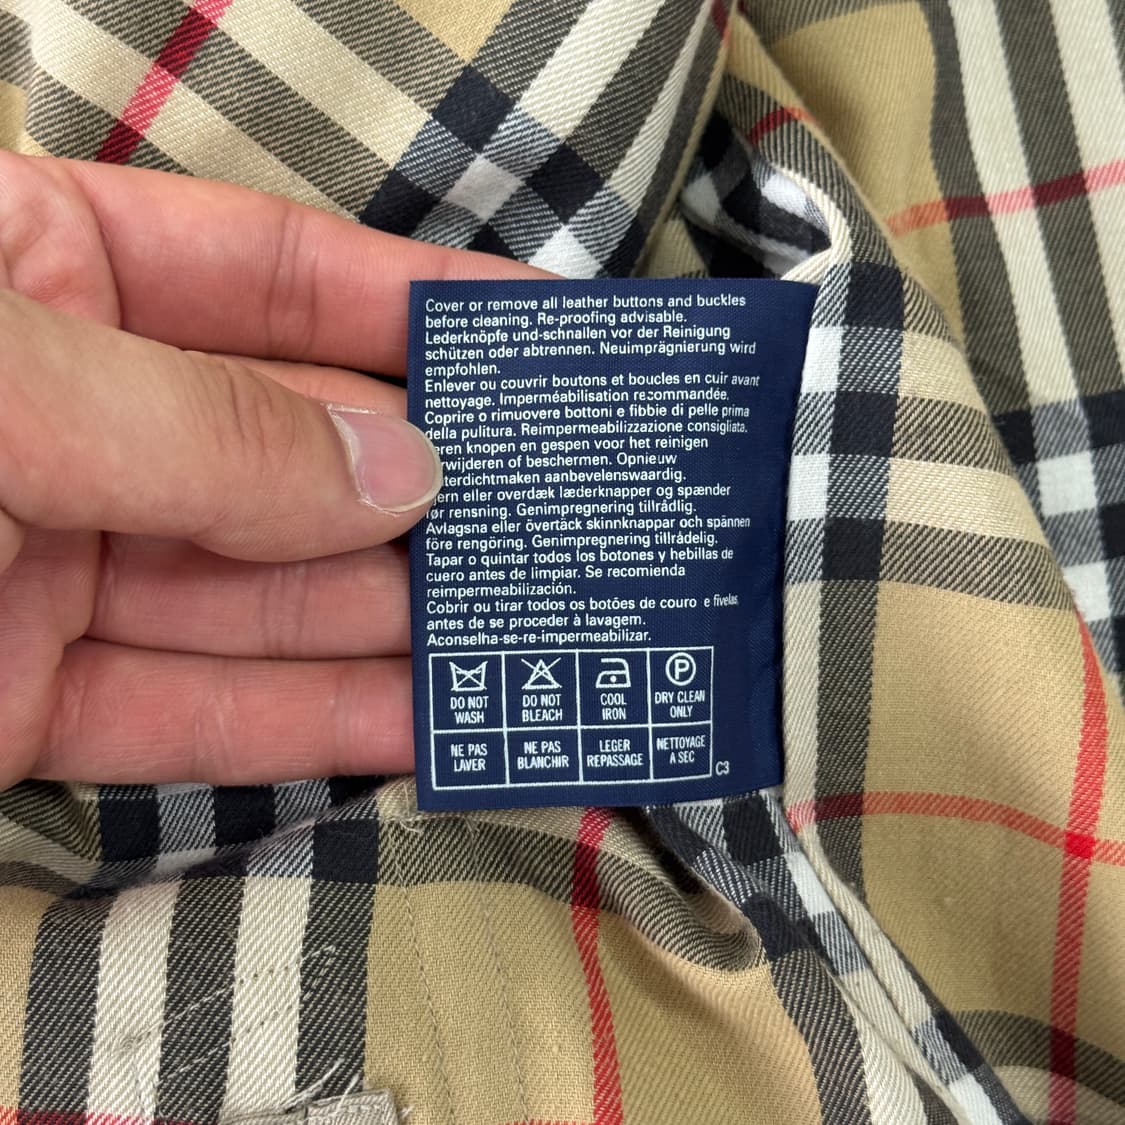 Cover or remove all leather buttons and buckles
before cleaning. Re-proofing advisable.
Lederknöpfe und-schnallen vor der Reinigung
schützen oder abtrennen. Neuimprägnierung wird
empfohlen.
Enlever ou couvrir boutons et boucles en cuir avant
nettoyage. Imperméabilisation recommandée.
Coprire o rimuovere bottoni e fibbie di pelle prima
della pulitura. Reimpermeabilizzazione consigliata.
knopen en gespen voor het reinigen
of beschermen. Opnieuw
aanbevelenswaardig.
eller overdæk læderknapper og spænder
før rensning. Genimpregnering tillrådlig.
Avlagsna eller övertäck skinnknappar och spännen
före rengöring. Genimpregnering tillrådelig.
Tapar o quintar todos los botones y hebillas de
cuero antes de limpiar. Se recomienda
reimpermeabilización.
Cobrir ou tirar todos os botões de couro e fivelas
antes de se proceder à lavagem.
Aconselha-se-re-impermeabilizar.
P
DO NOT WASH
DO NOT BLEACH
COOL IRON
DRY CLEAN ONLY
NE PAS LAVER
NE PAS BLANCHIR
LEGER REPASSAGE
NETTOYAGE A SEC
C3